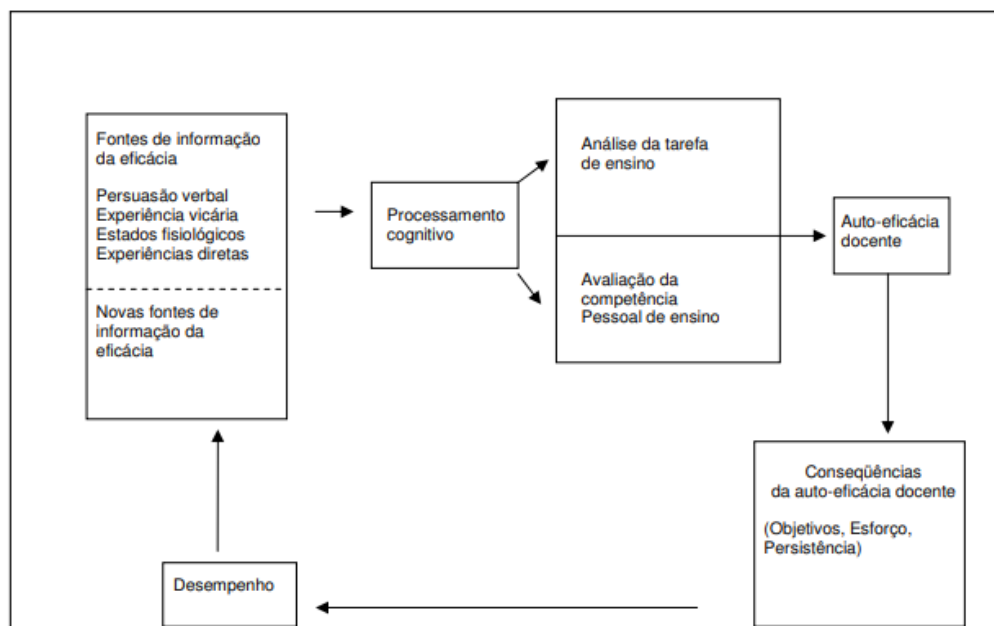 Fontes de informação
da eficácia
Persuasão verbal
Experiência vicária
Estados fisiológicos
Experiências diretas
Novas fontes de
informação da
eficácia
Processamento
cognitivo
Análise da tarefa
de ensino
Avaliação da
competência
Pessoal de ensino
Auto-eficácia
docente
Conseqüências
da auto-eficácia docente
(Objetivos, Esforço,
Persistência)
Desempenho